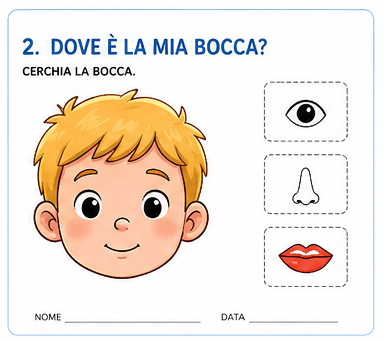 2. DOVE È LA MIA BOCCA?
CERCHIA LA BOCCA.
NOME DATA